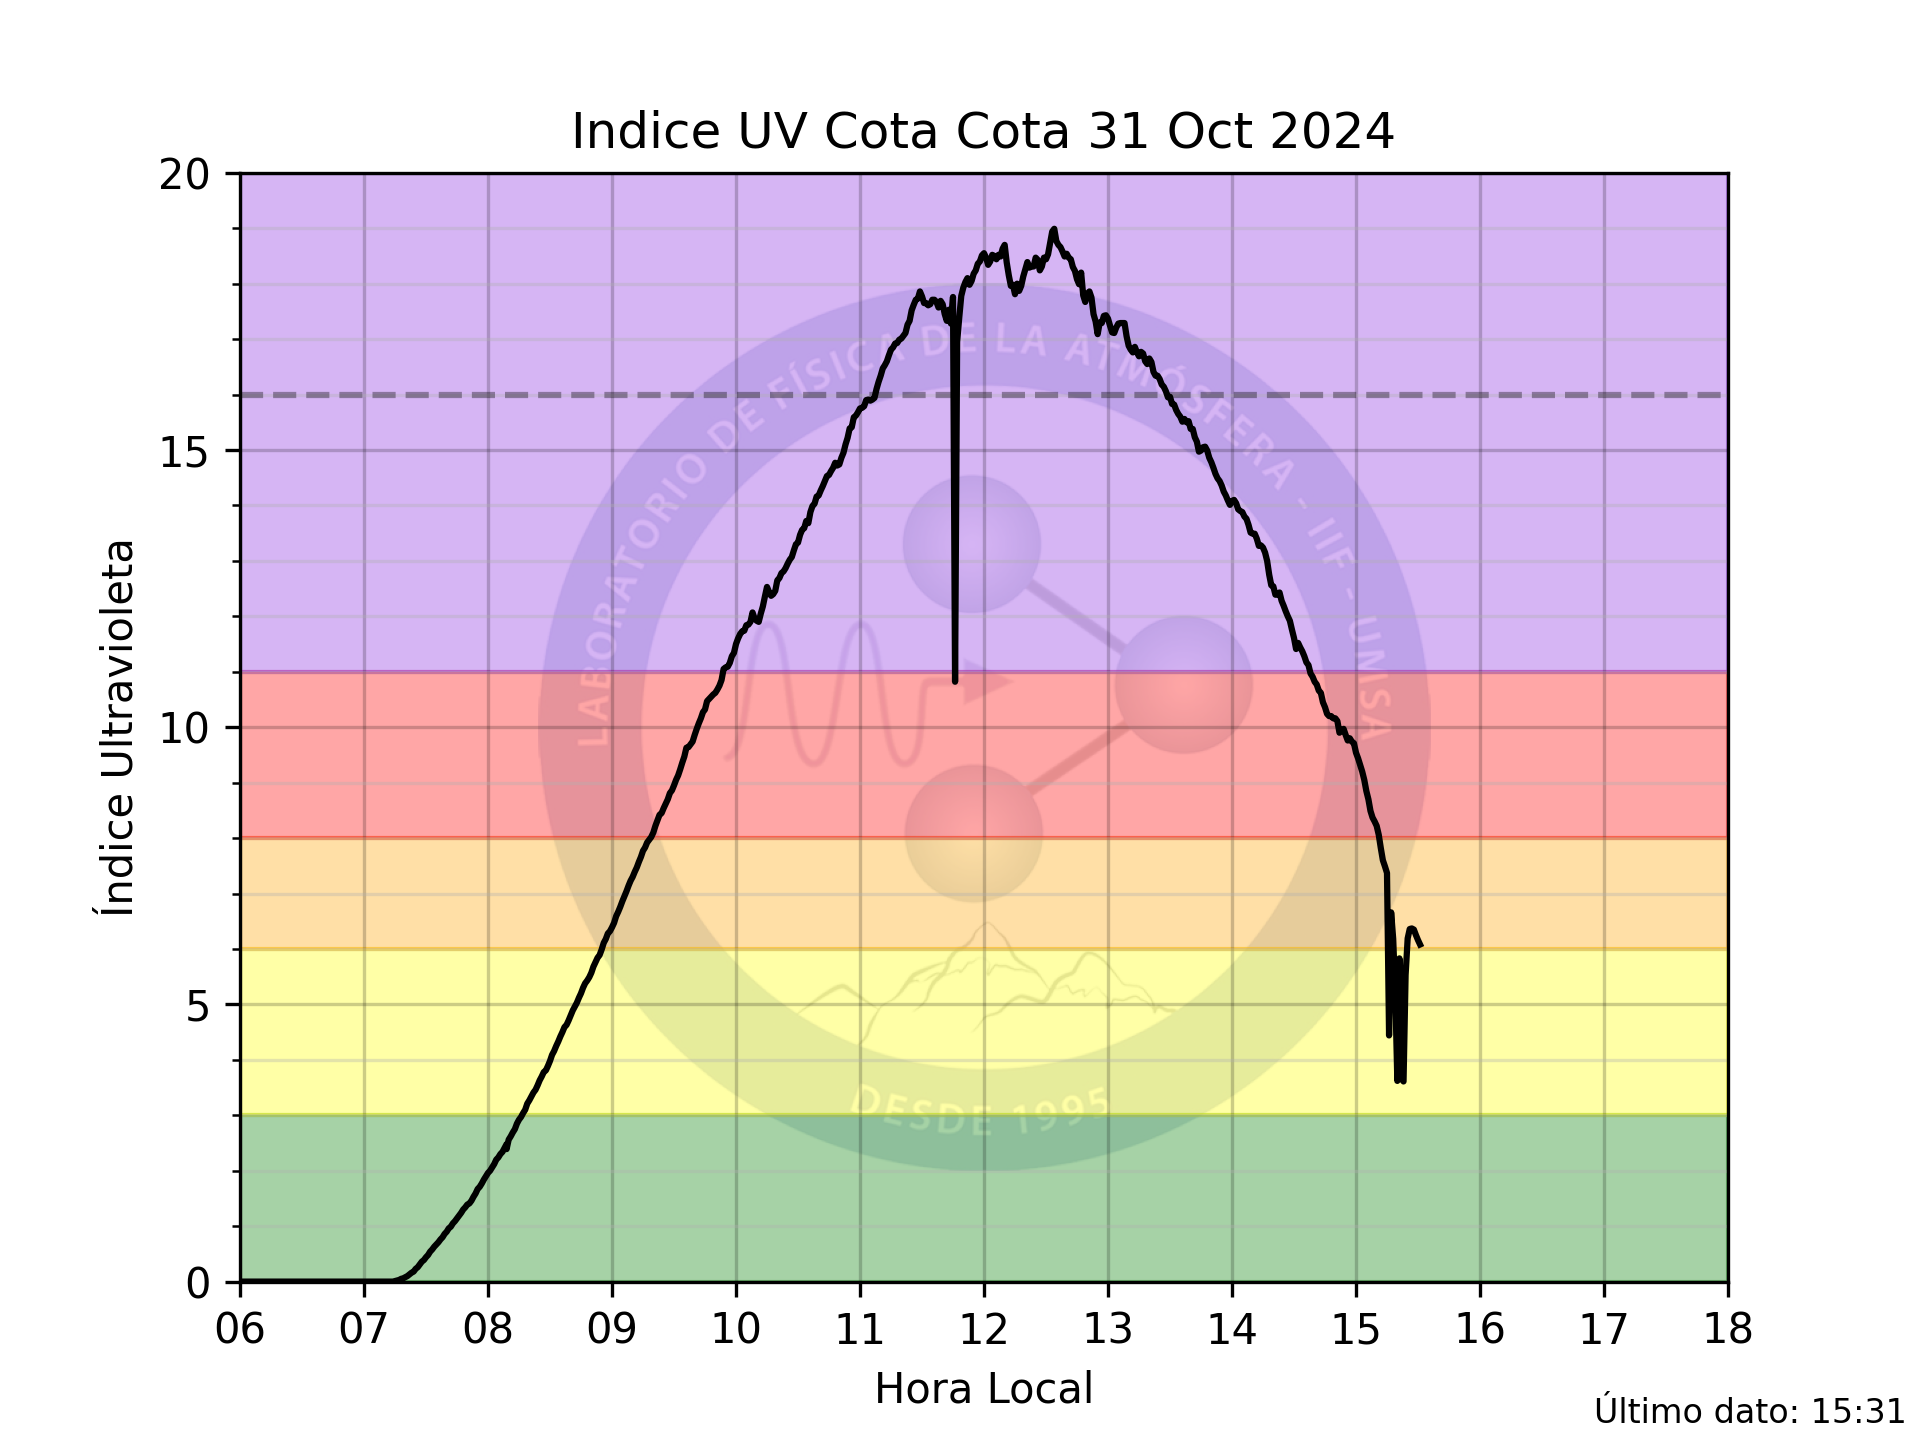 Indice UV Cota Cota 31 Oct 2024
20
15
10
5
0
Índice Ultravioleta
LABORATORIO DE FÍSICA DE LA ATMÓSFERA - IIF - UMSA
DESDE 1995
06 07 08 09 10 11 12 13 14 15 16 17 18
Hora Local
Último dato: 15:31